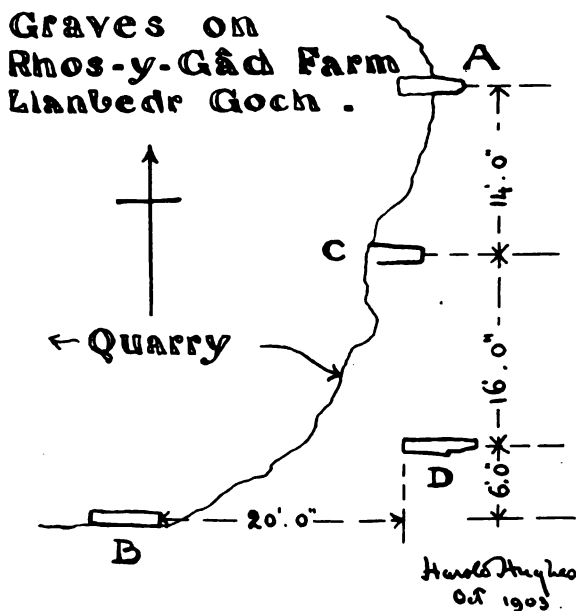 Graves on
Rhos-y-Gâd Farm
Llanbedr Goch.
A
14'.0"
C
← Quarry
16'.0"
D
6'.0"
20'.0"
B
Harold Hughes
Oct 1903